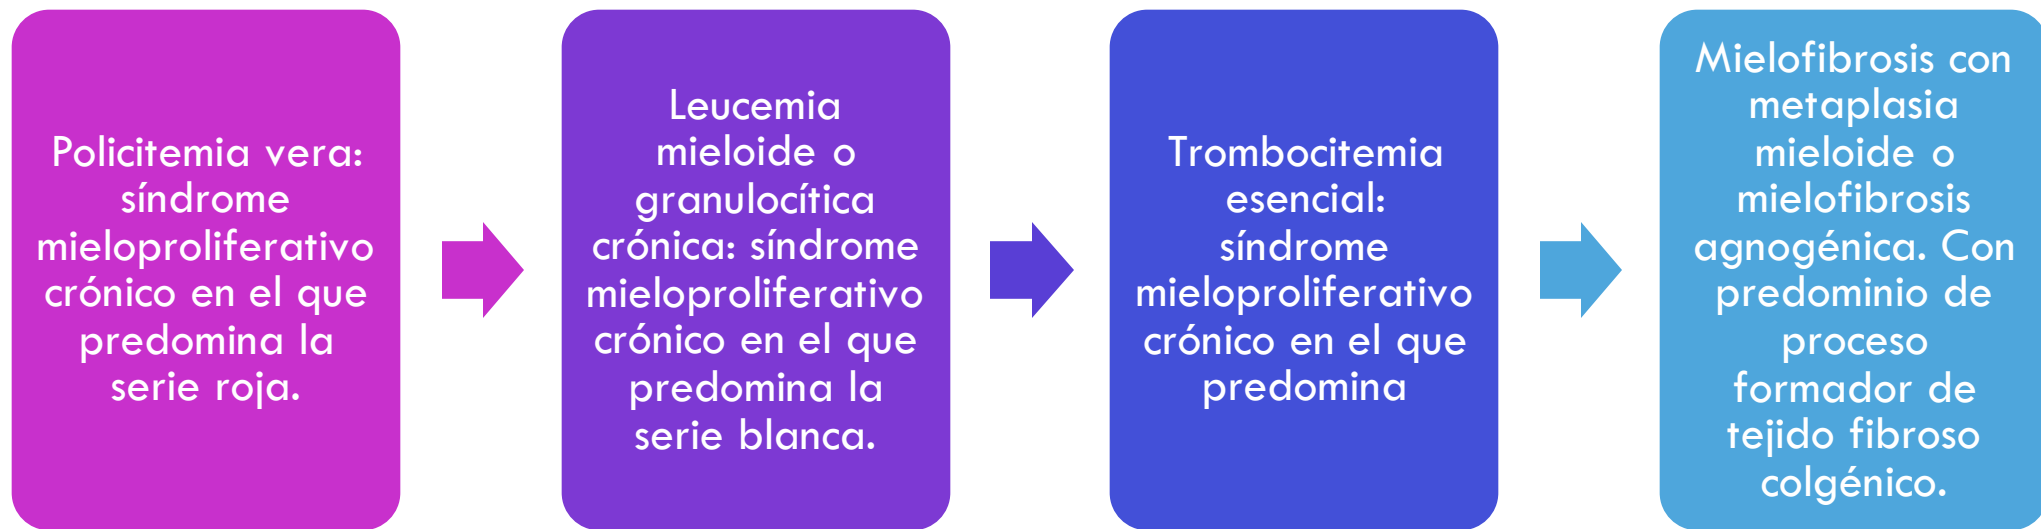 Policitemia vera:
síndrome
mieloproliferativo
crónico en el que
predomina la
serie roja.
Leucemia
mieloide o
granulocítica
crónica: síndrome
mieloproliferativo
crónico en el que
predomina la
serie blanca.
Trombocitemia
esencial:
síndrome
mieloproliferativo
crónico en el que
predomina
Mielofibrosis con
metaplasia
mieloide o
mielofibrosis
agnogénica. Con
predominio de
proceso
formador de
tejido fibroso
colgénico.